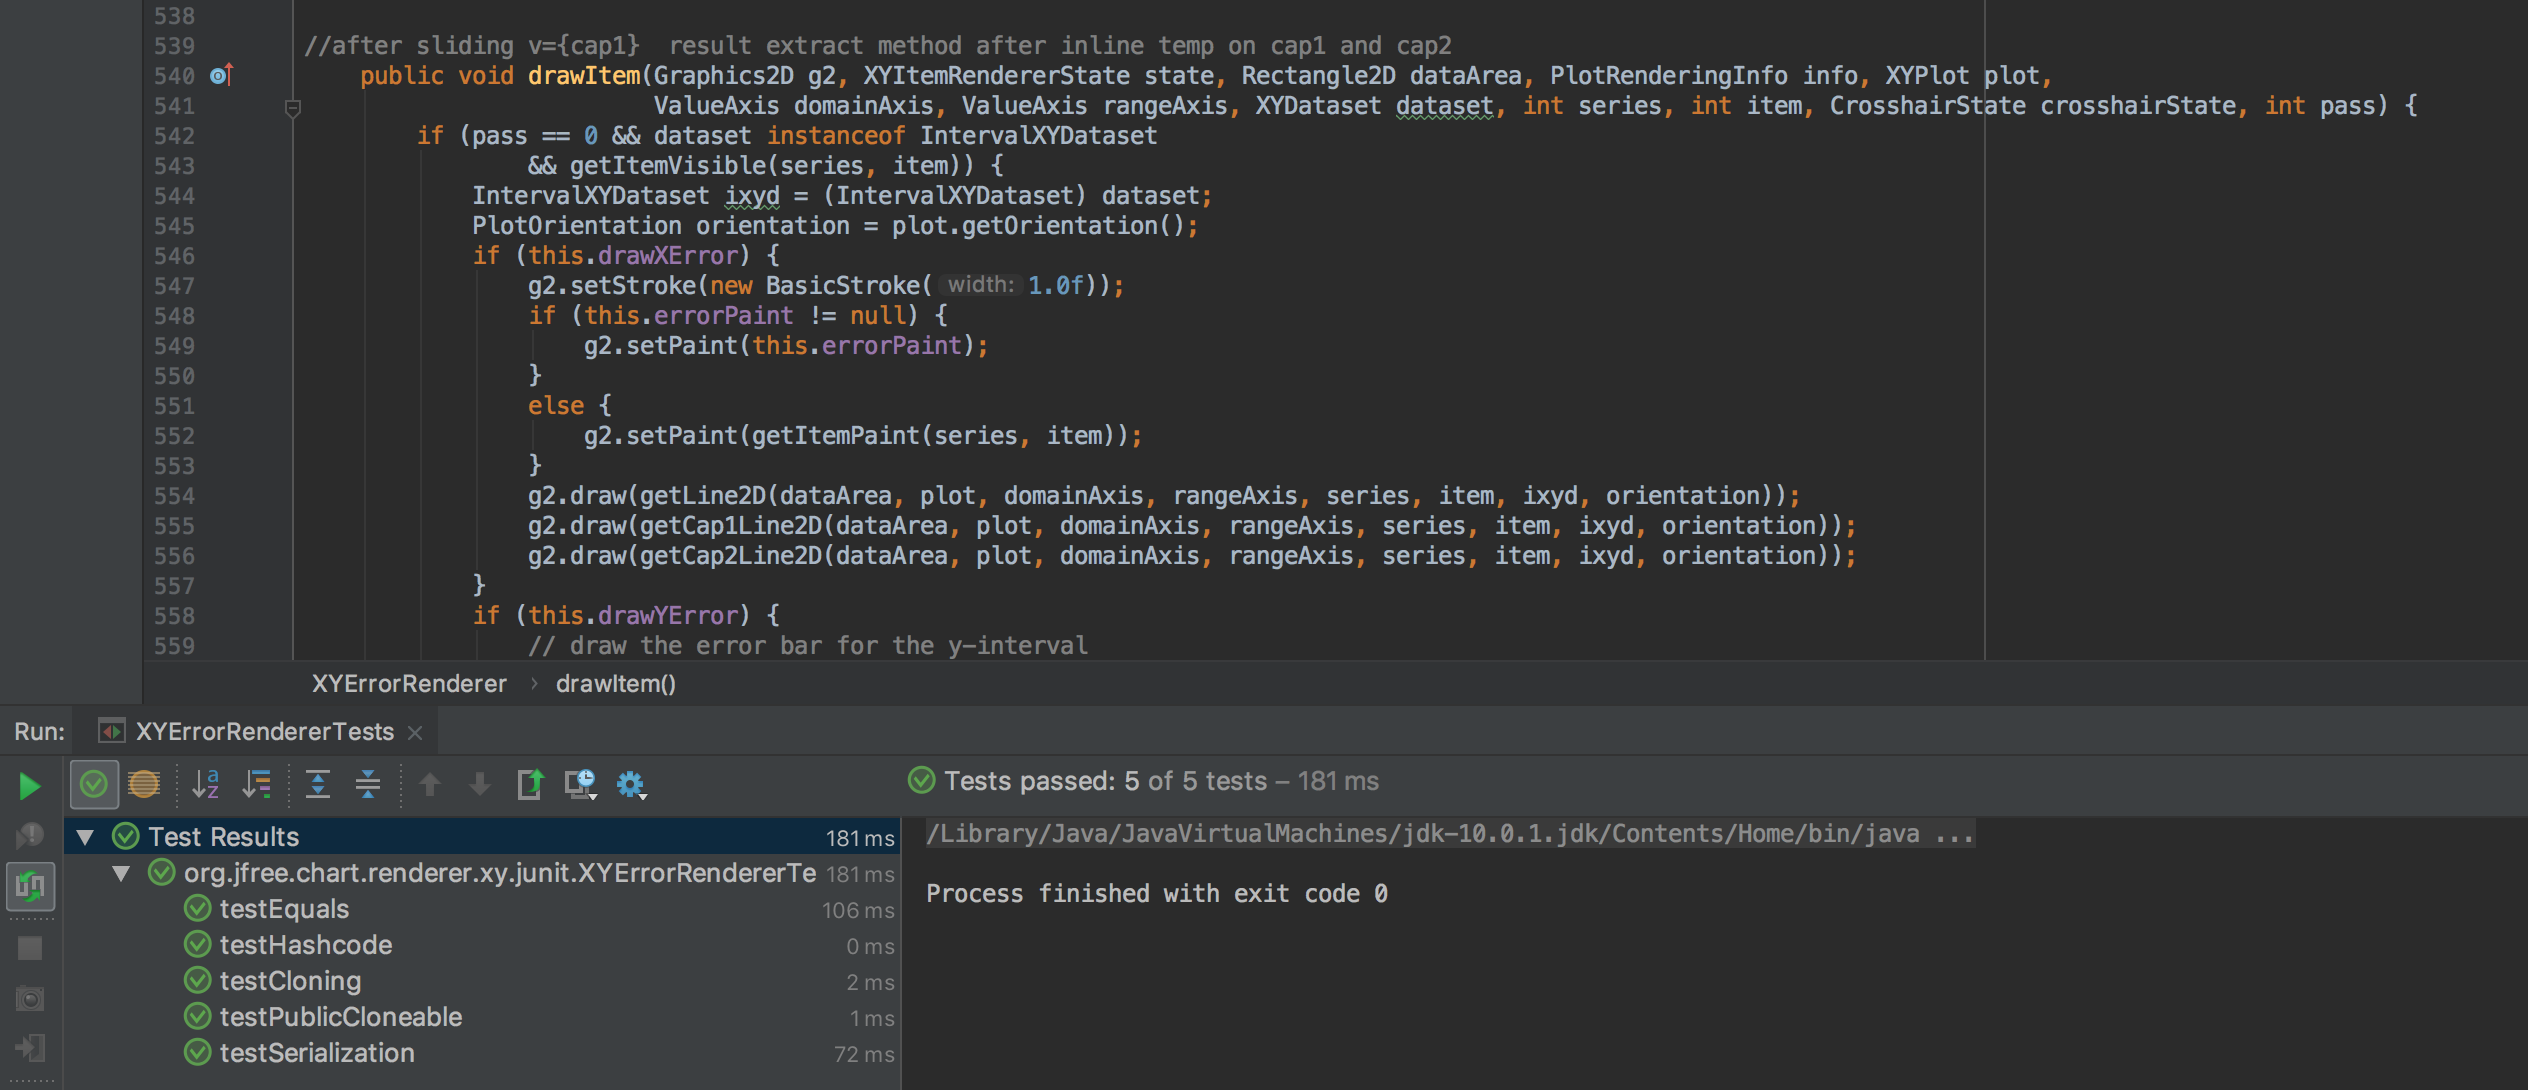 538
539 //after sliding v={cap1}  result extract method after inline temp on cap1 and cap2
540 public void drawItem(Graphics2D g2, XYItemRendererState state, Rectangle2D dataArea, PlotRenderingInfo info, XYPlot plot,
541 ValueAxis domainAxis, ValueAxis rangeAxis, XYDataset dataset, int series, int item, CrosshairState crosshairState, int pass) {
542 if (pass == 0 && dataset instanceof IntervalXYDataset
543 && getItemVisible(series, item)) {
544 IntervalXYDataset ixyd = (IntervalXYDataset) dataset;
545 PlotOrientation orientation = plot.getOrientation();
546 if (this.drawXError) {
547 g2.setStroke(new BasicStroke( width: 1.0f));
548 if (this.errorPaint != null) {
549 g2.setPaint(this.errorPaint);
550 }
551 else {
552 g2.setPaint(getItemPaint(series, item));
553 }
554 g2.draw(getLine2D(dataArea, plot, domainAxis, rangeAxis, series, item, ixyd, orientation));
555 g2.draw(getCap1Line2D(dataArea, plot, domainAxis, rangeAxis, series, item, ixyd, orientation));
556 g2.draw(getCap2Line2D(dataArea, plot, domainAxis, rangeAxis, series, item, ixyd, orientation));
557 }
558 if (this.drawYError) {
559 // draw the error bar for the y-interval
XYErrorRenderer › drawItem()
Run: XYErrorRendererTests
Tests passed: 5 of 5 tests – 181 ms
Test Results 181 ms
org.jfree.chart.renderer.xy.junit.XYErrorRendererTe 181 ms
testEquals 106 ms
testHashcode 0 ms
testCloning 2 ms
testPublicCloneable 1 ms
testSerialization 72 ms
/Library/Java/JavaVirtualMachines/jdk-10.0.1.jdk/Contents/Home/bin/java ...
Process finished with exit code 0